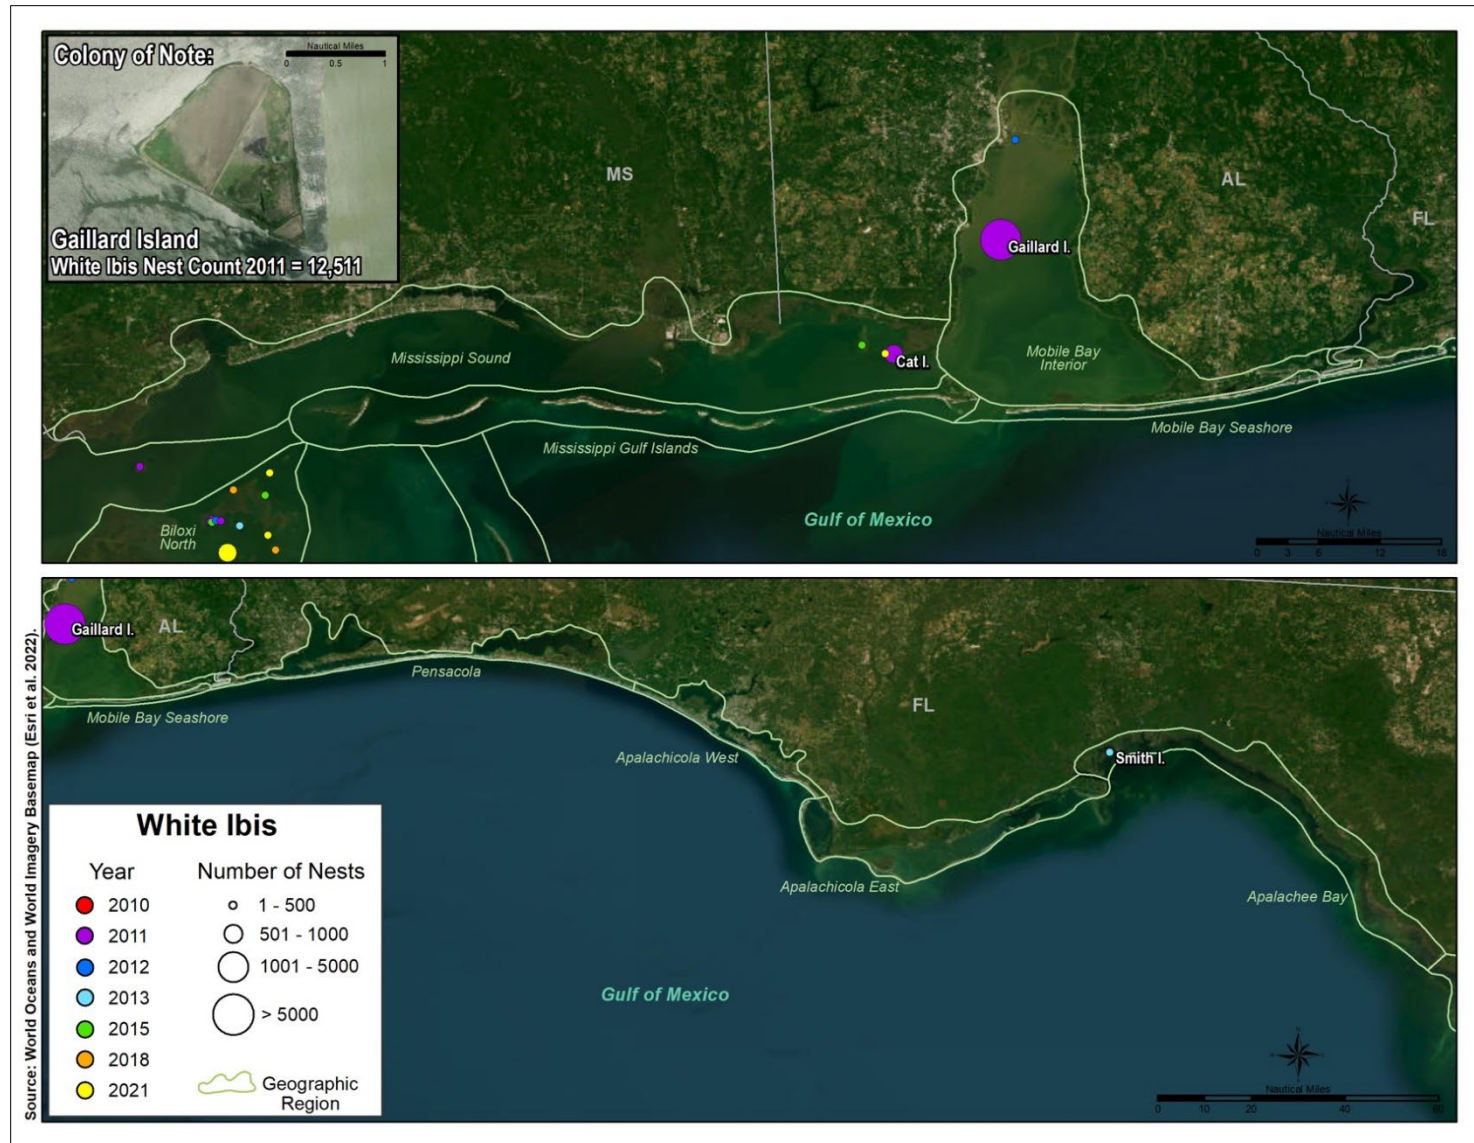 Colony of Note:
Nautical Miles
0 0.5 1
Gaillard Island
White Ibis Nest Count 2011 = 12,511
MS
AL
FL
Gaillard I.
Cat I.
Mississippi Sound
Mobile Bay
Interior
Mississippi Gulf Islands
Mobile Bay Seashore
Biloxi
North
Gulf of Mexico
Nautical Miles
0 3 6 12 18
Gaillard I.
AL
Pensacola
Mobile Bay Seashore
FL
Apalachicola West
Smith I.
Apalachicola East
Apalachee Bay
Gulf of Mexico
N
Nautical Miles
0 10 20 40 60
White Ibis
Year
2010
2011
2012
2013
2015
2018
2021
Number of Nests
1 - 500
501 - 1000
1001 - 5000
> 5000
Geographic
Region
Source: World Oceans and World Imagery Basemap (Esri et al. 2022).